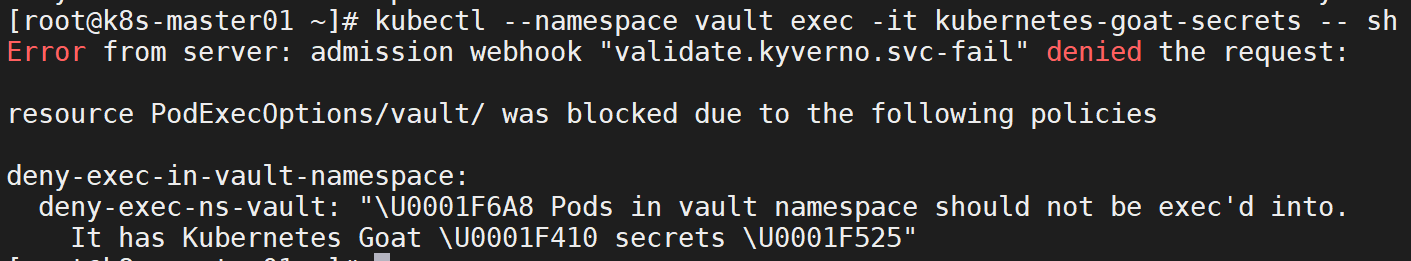 [root@k8s-master01 ~]# kubectl --namespace vault exec -it kubernetes-goat-secrets -- sh
Error from server: admission webhook "validate.kyverno.svc-fail" denied the request:
resource PodExecOptions/vault/ was blocked due to the following policies
deny-exec-in-vault-namespace:
deny-exec-ns-vault: "\U0001F6A8 Pods in vault namespace should not be exec'd into.
It has Kubernetes Goat \U0001F410 secrets \U0001F525"